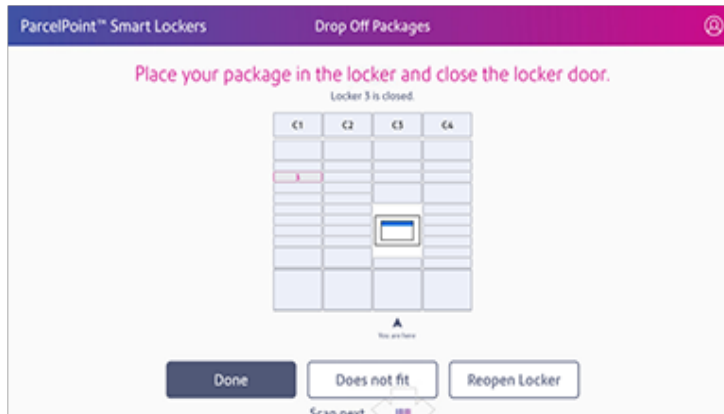 ParcelPoint™ Smart Lockers
Drop Off Packages
Place your package in the locker and close the locker door.
Locker 3 is closed.
C1 C2 C3 C4
3
You are here
Done Does not fit Reopen Locker
Scan next